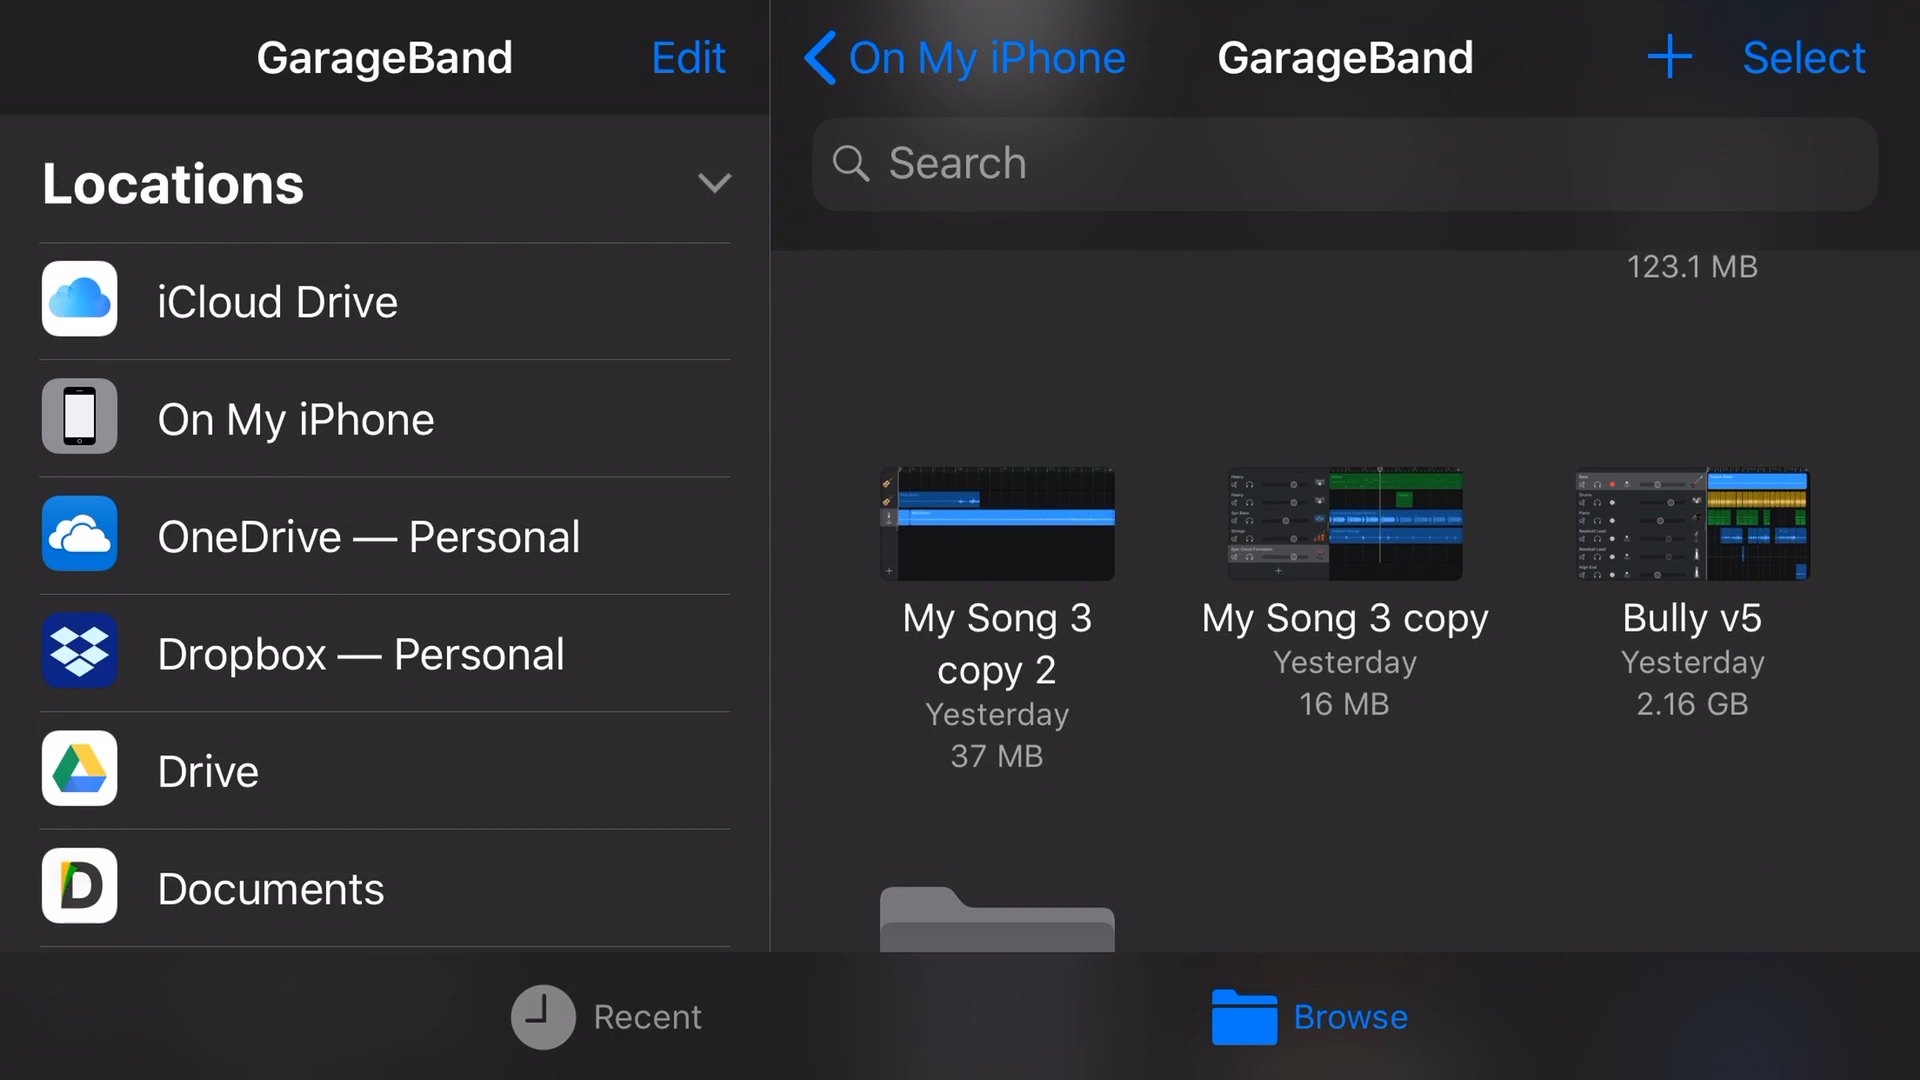 GarageBand
Edit
Locations
iCloud Drive
On My iPhone
OneDrive — Personal
Dropbox — Personal
Drive
Documents
On My iPhone
GarageBand
Select
Search
123.1 MB
My Song 3
copy 2
Yesterday
37 MB
My Song 3 copy
Yesterday
16 MB
Bully v5
Yesterday
2.16 GB
Recent
Browse